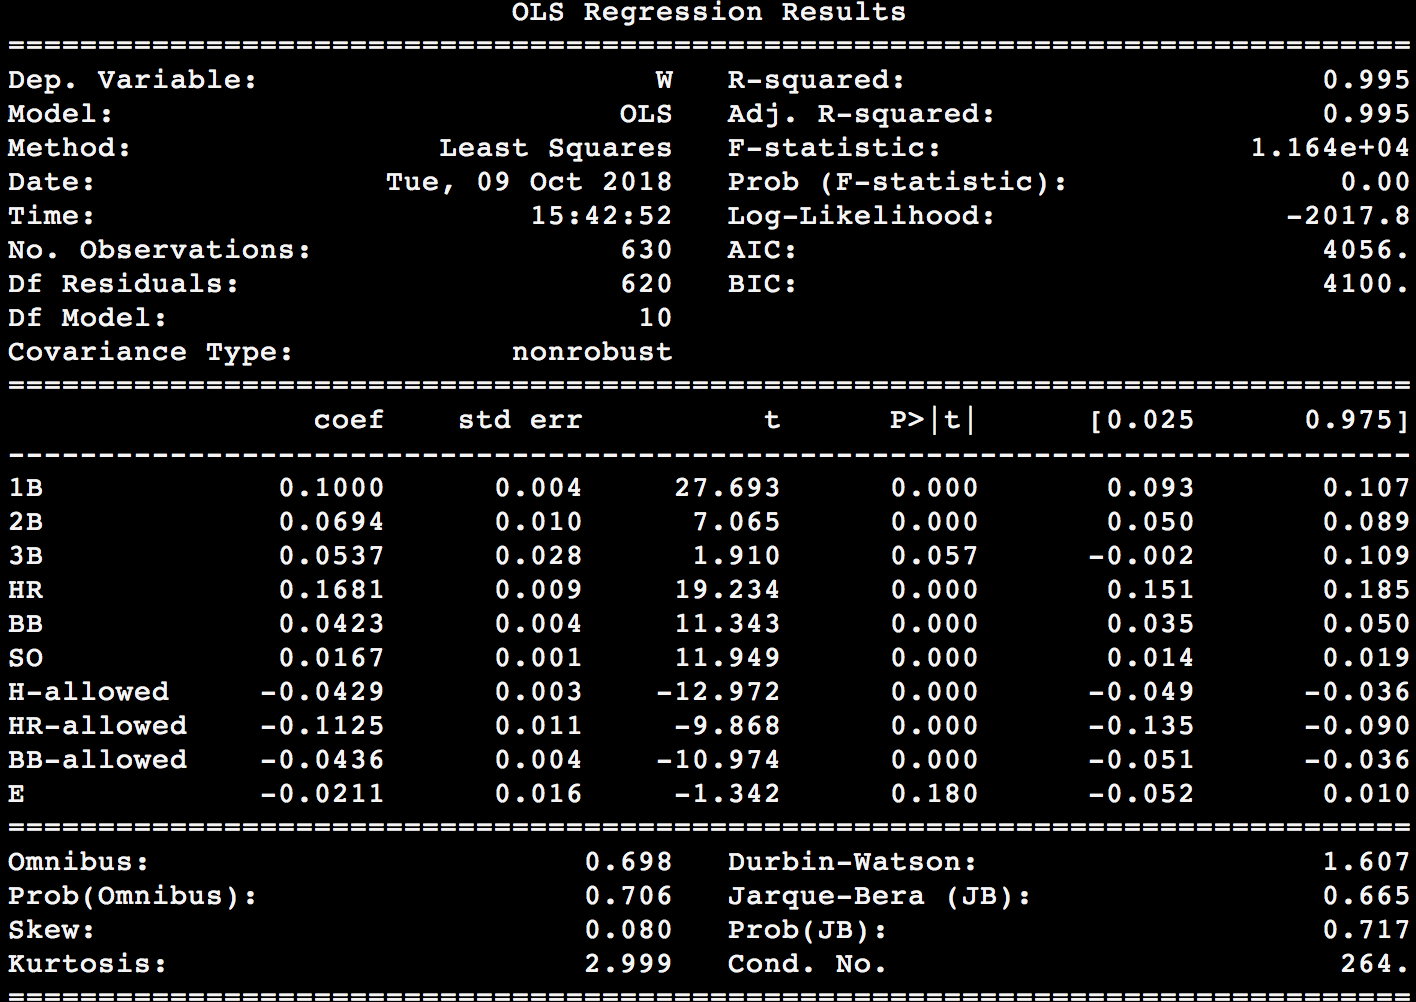 OLS Regression Results
==============================================================================
Dep. Variable:                      W   R-squared:                       0.995
Model:                            OLS   Adj. R-squared:                  0.995
Method:                 Least Squares   F-statistic:                 1.164e+04
Date:                Tue, 09 Oct 2018   Prob (F-statistic):               0.00
Time:                        15:42:52   Log-Likelihood:                -2017.8
No. Observations:                 630   AIC:                             4056.
Df Residuals:                     620   BIC:                             4100.
Df Model:                          10
Covariance Type:            nonrobust
==============================================================================
                 coef    std err          t      P>|t|      [0.025      0.975]
------------------------------------------------------------------------------
1B             0.1000      0.004     27.693      0.000       0.093       0.107
2B             0.0694      0.010      7.065      0.000       0.050       0.089
3B             0.0537      0.028      1.910      0.057      -0.002       0.109
HR             0.1681      0.009     19.234      0.000       0.151       0.185
BB             0.0423      0.004     11.343      0.000       0.035       0.050
SO             0.0167      0.001     11.949      0.000       0.014       0.019
H-allowed     -0.0429      0.003    -12.972      0.000      -0.049      -0.036
HR-allowed    -0.1125      0.011     -9.868      0.000      -0.135      -0.090
BB-allowed    -0.0436      0.004    -10.974      0.000      -0.051      -0.036
E             -0.0211      0.016     -1.342      0.180      -0.052       0.010
==============================================================================
Omnibus:                        0.698   Durbin-Watson:                   1.607
Prob(Omnibus):                  0.706   Jarque-Bera (JB):                0.665
Skew:                           0.080   Prob(JB):                        0.717
Kurtosis:                       2.999   Cond. No.                         264.
==============================================================================